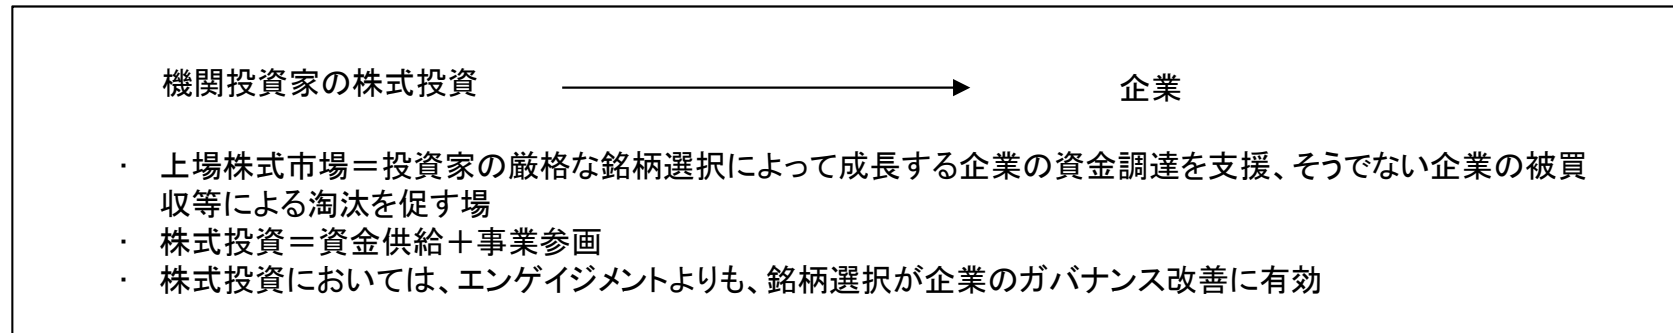 機関投資家の株式投資 企業
・ 上場株式市場＝投資家の厳格な銘柄選択によって成長する企業の資金調達を支援、そうでない企業の被買
収等による淘汰を促す場
・ 株式投資＝資金供給＋事業参画
・ 株式投資においては、エンゲイジメントよりも、銘柄選択が企業のガバナンス改善に有効